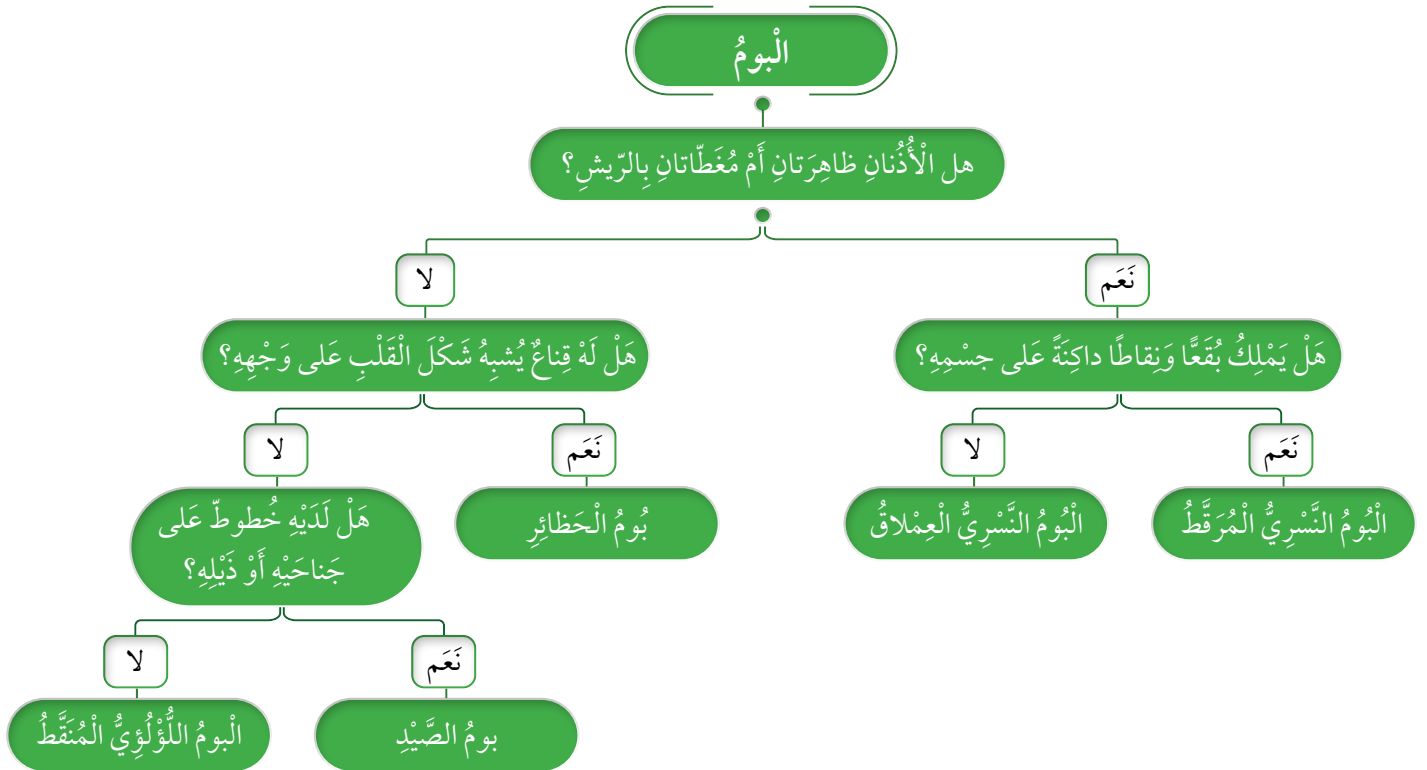 الْبومُ
هل الْأُذُنانِ ظاهِرَتانِ أَمْ مُغَطّاتانِ بِالرّيشِ؟
نَعَم
لا
هَلْ يَمْلِكُ بُقَعًا وَنِقاطًا داكِنَةً عَلى جسْمِهِ؟
هَلْ لَهْ قِناعٌ يُشبِهُ شَكْلَ الْقَلْبِ عَلى وَجْهِهِ؟
نَعَم
لا
نَعَم
لا
الْبُومُ النَّسْرِيُّ الْمُرَقَّطُ
الْبُومُ النَّسْرِيُّ الْعِمْلاقُ
بُومُ الْحَظائِرِ
هَلْ لَدَيْهِ خُطوطٌ عَلى
جَناحَيْهِ أَوْ ذَيْلِهِ؟
نَعَم
لا
بومُ الصَّيْدِ
الْبومُ اللُّؤْلُؤِيُّ الْمُنَقَّطُ